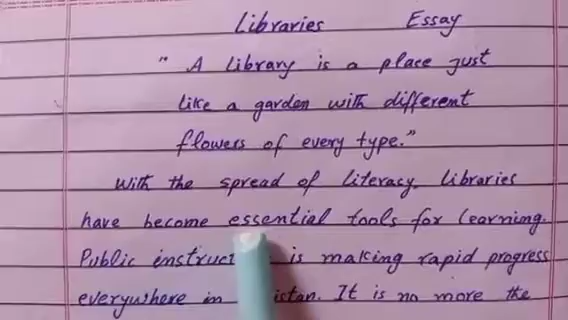 Libraries Essay
" A Library is a place just
like a garden with different
flowers of every type."
With the spread of literacy. libraries
have become essential tools for learning.
Public is making rapid progress
everywhere in It is no more the